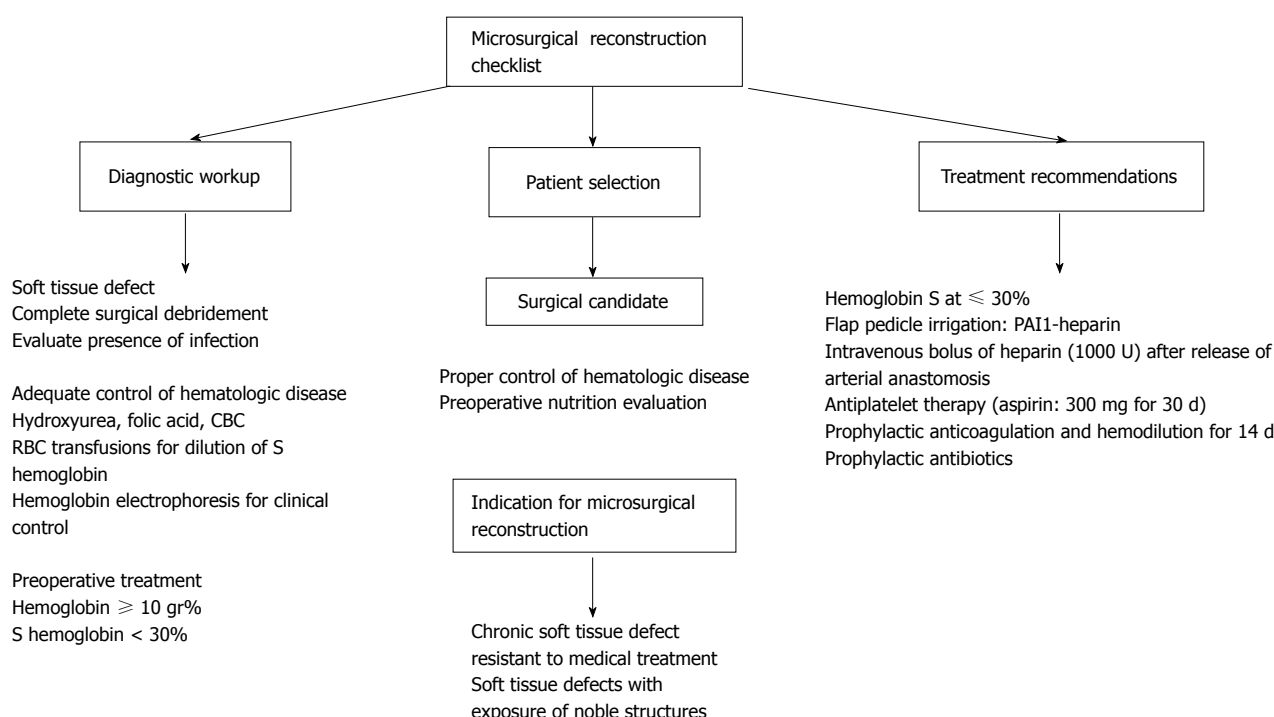 Microsurgical reconstruction
checklist
Diagnostic workup
Soft tissue defect
Complete surgical debridement
Evaluate presence of infection
Adequate control of hematologic disease
Hydroxyurea, folic acid, CBC
RBC transfusions for dilution of S
hemoglobin
Hemoglobin electrophoresis for clinical
control
Preoperative treatment
Hemoglobin ≥ 10 gr%
S hemoglobin < 30%
Patient selection
Surgical candidate
Proper control of hematologic disease
Preoperative nutrition evaluation
Indication for microsurgical
reconstruction
Chronic soft tissue defect
resistant to medical treatment
Soft tissue defects with
exposure of noble structures
Treatment recommendations
Hemoglobin S at ≤ 30%
Flap pedicle irrigation: PAI1-heparin
Intravenous bolus of heparin (1000 U) after release of
arterial anastomosis
Antiplatelet therapy (aspirin: 300 mg for 30 d)
Prophylactic anticoagulation and hemodilution for 14 d
Prophylactic antibiotics